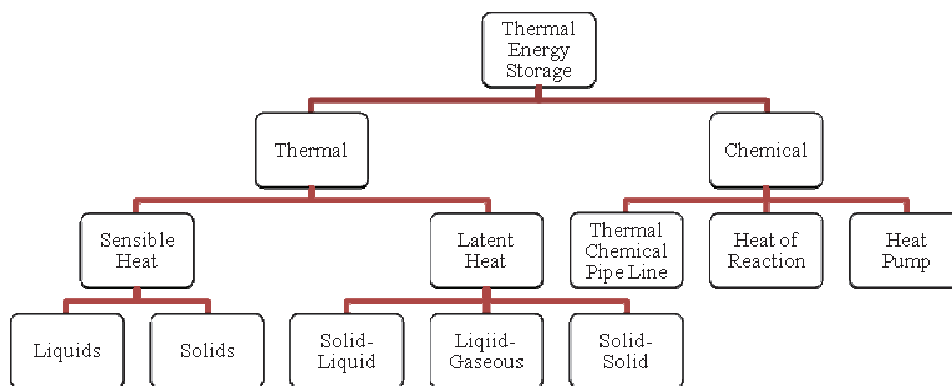 Thermal
Energy
Storage
Thermal
Chemical
Sensible
Heat
Latent
Heat
Thermal
Chemical
Pipe Line
Heat of
Reaction
Heat
Pump
Liquids
Solids
Solid-
Liquid
Liqiid-
Gaseous
Solid-
Solid